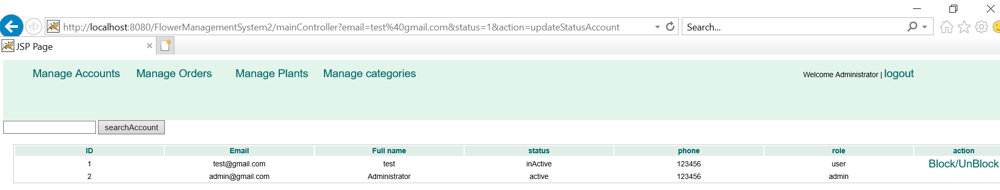 http://localhost:8080/FlowerManagementSystem2/mainController?email=test%40gmail.com&status=1&action=updateStatusAccount Search...
JSP Page
Manage Accounts Manage Orders Manage Plants Manage categories Welcome Administrator | logout
searchAccount
ID Email Full name status phone role action
1 test@gmail.com test inActive 123456 user Block/UnBlock
2 admin@gmail.com Administrator active 123456 admin